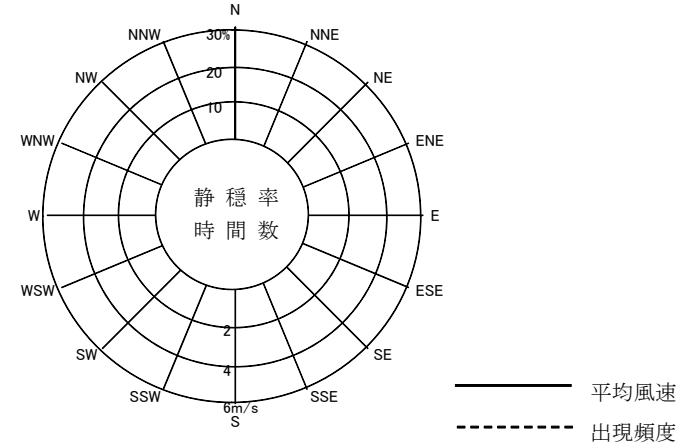 N
NNW 30% NNE
NW 20 NE
10
WNW ENE
静穏率
W E
時間数
WSW ESE
2
SW SE
4
SSW SSE
6m/s
S
平均風速
出現頻度